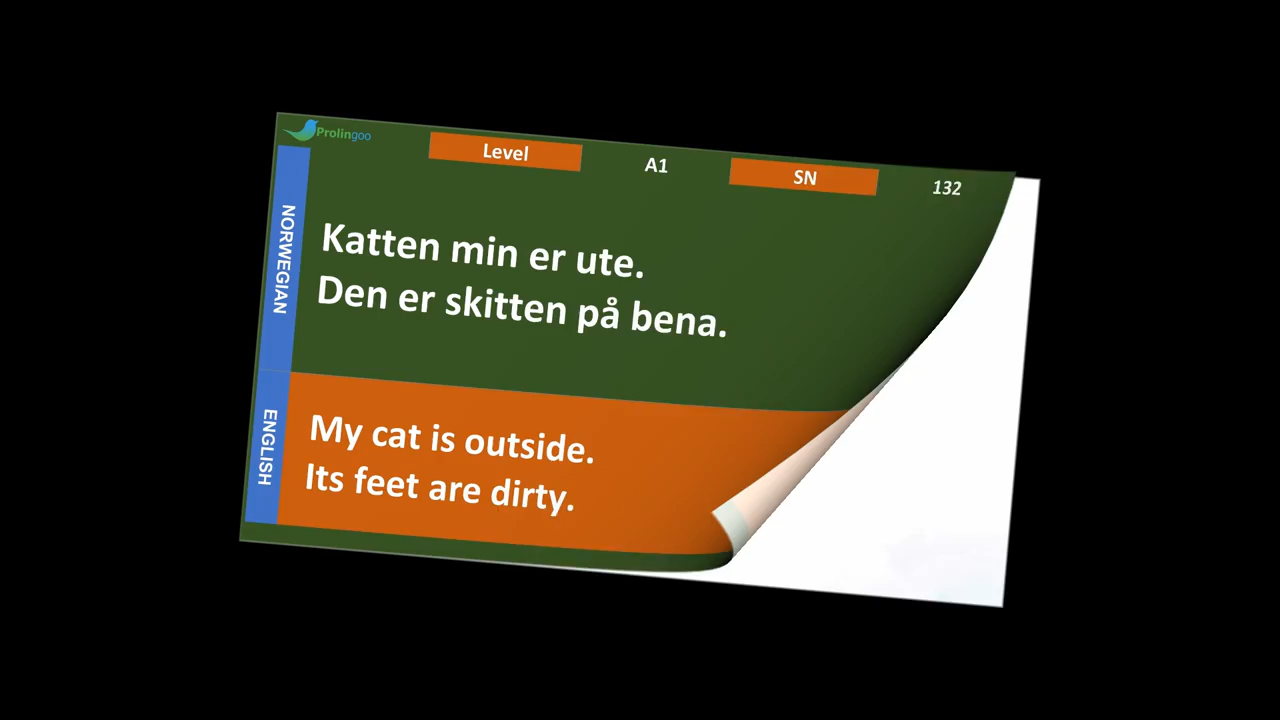 Prolingoo
Level
A1
SN
132
NORWEGIAN
Katten min er ute.
Den er skitten på bena.
ENGLISH
My cat is outside.
Its feet are dirty.